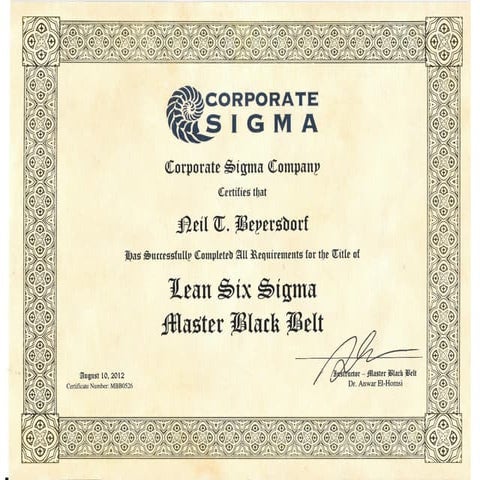 CORPORATE
SIGMA
Corporate Sigma Company
Certifies that
Neil T. Beyersdorf
Has Successfully Completed All Requirements for the Title of
Lean Six Sigma
Master Black Belt
August 10, 2012
Certificate Number: MBB0526
Instructor – Master Black Belt
Dr. Anwar El-Homsi